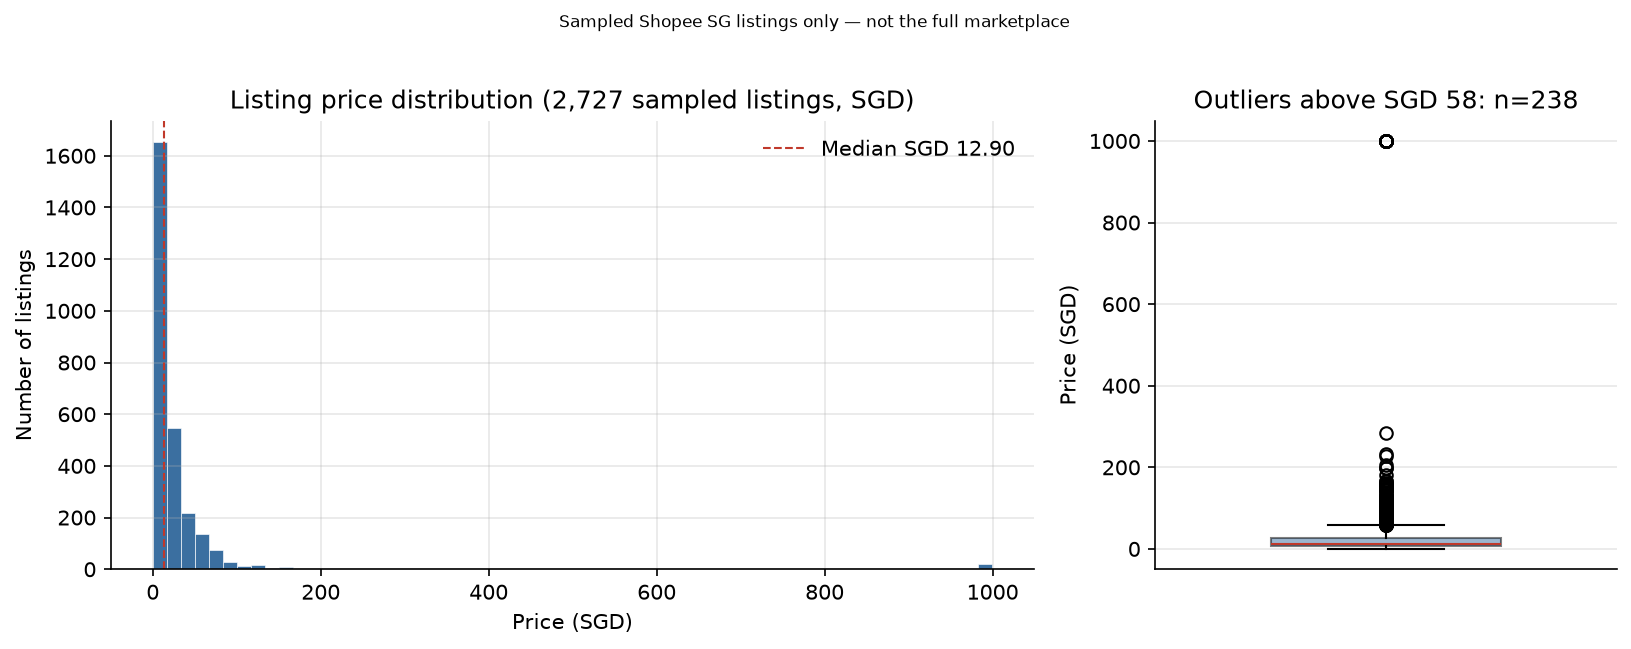 Sampled Shopee SG listings only — not the full marketplace
Listing price distribution (2,727 sampled listings, SGD)
Number of listings
1600
1400
1200
1000
800
600
400
200
0
Median SGD 12.90
0 200 400 600 800 1000
Price (SGD)
Outliers above SGD 58: n=238
Price (SGD)
1000
800
600
400
200
0